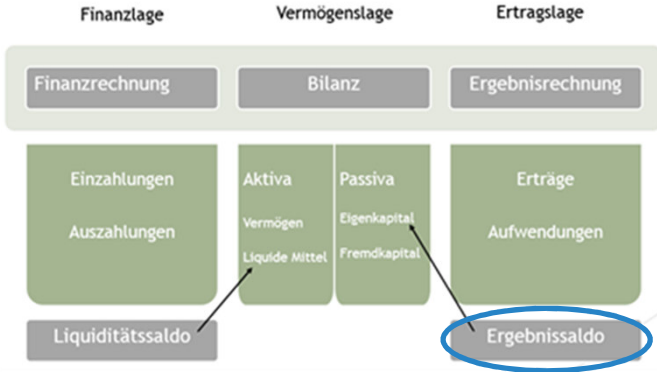 Finanzlage Vermögenslage Ertragslage
Finanzrechnung Bilanz Ergebnisrechnung
Einzahlungen Aktiva Passiva Erträge
Vermögen Eigenkapital
Auszahlungen Aufwendungen
Liquide Mittel Fremdkapital
Liquiditätssaldo Ergebnissaldo